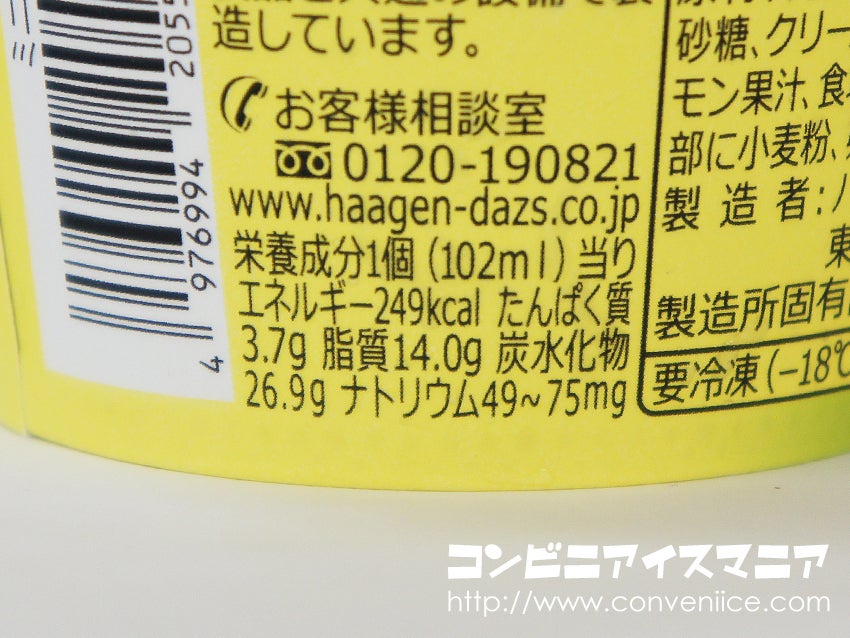 造しています。
お客様相談室
0120-190821
www.haagen-dazs.co.jp
栄養成分1個(102ml)当り
エネルギー249kcal たんぱく質
3.7g 脂質14.0g 炭水化物
26.9g ナトリウム49~75mg
砂糖、クリー
モン果汁、食
部に小麦粉、
製造者:ハ
東
製造所固有
要冷凍(-18℃
4 976994 205
コンビニアイスマニア
http://www.conveniice.com